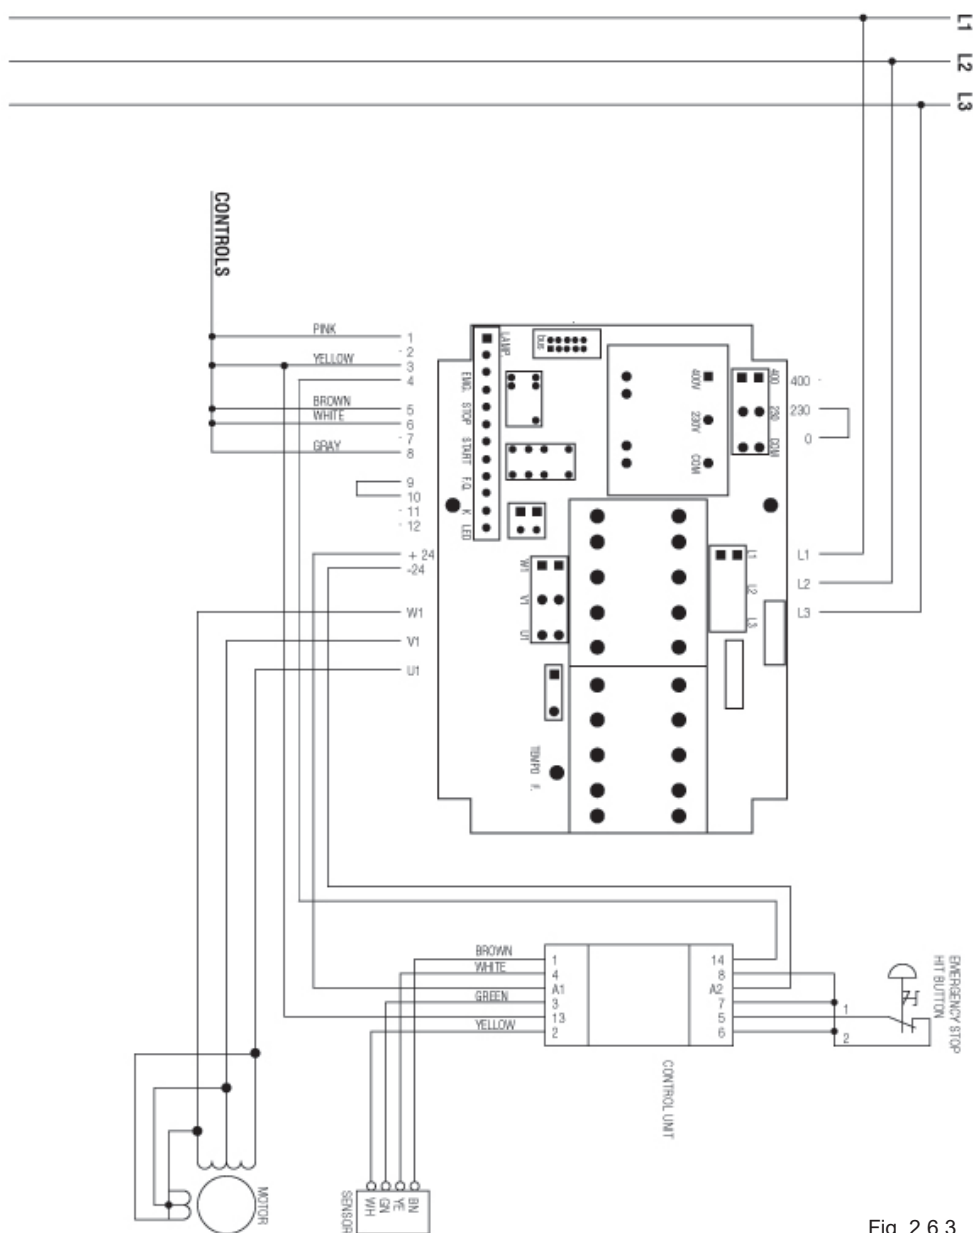 L1
L2
L3
CONTROLS
PINK
1
2
YELLOW
3
4
BROWN
5
WHITE
6
7
GRAY
8
9
10
11
12
+ 24
-24
W1
V1
U1
LAMP
EMG.
STOP
START
F.Q.
K
LED
bus
400V
230V
COM
400
230
COM
400
230
0
W1
V1
U1
L1
L2
L3
L1
L2
L3
TEMPO F.
BROWN
WHITE
GREEN
YELLOW
1
4
A1
3
13
2
14
8
A2
7
5
6
1
2
EMERGENCY STOP
HIT BUTTON
CONTROL UNIT
MOTOR
SENSOR
WH
GN
YE
BN
Fig. 2.6.3